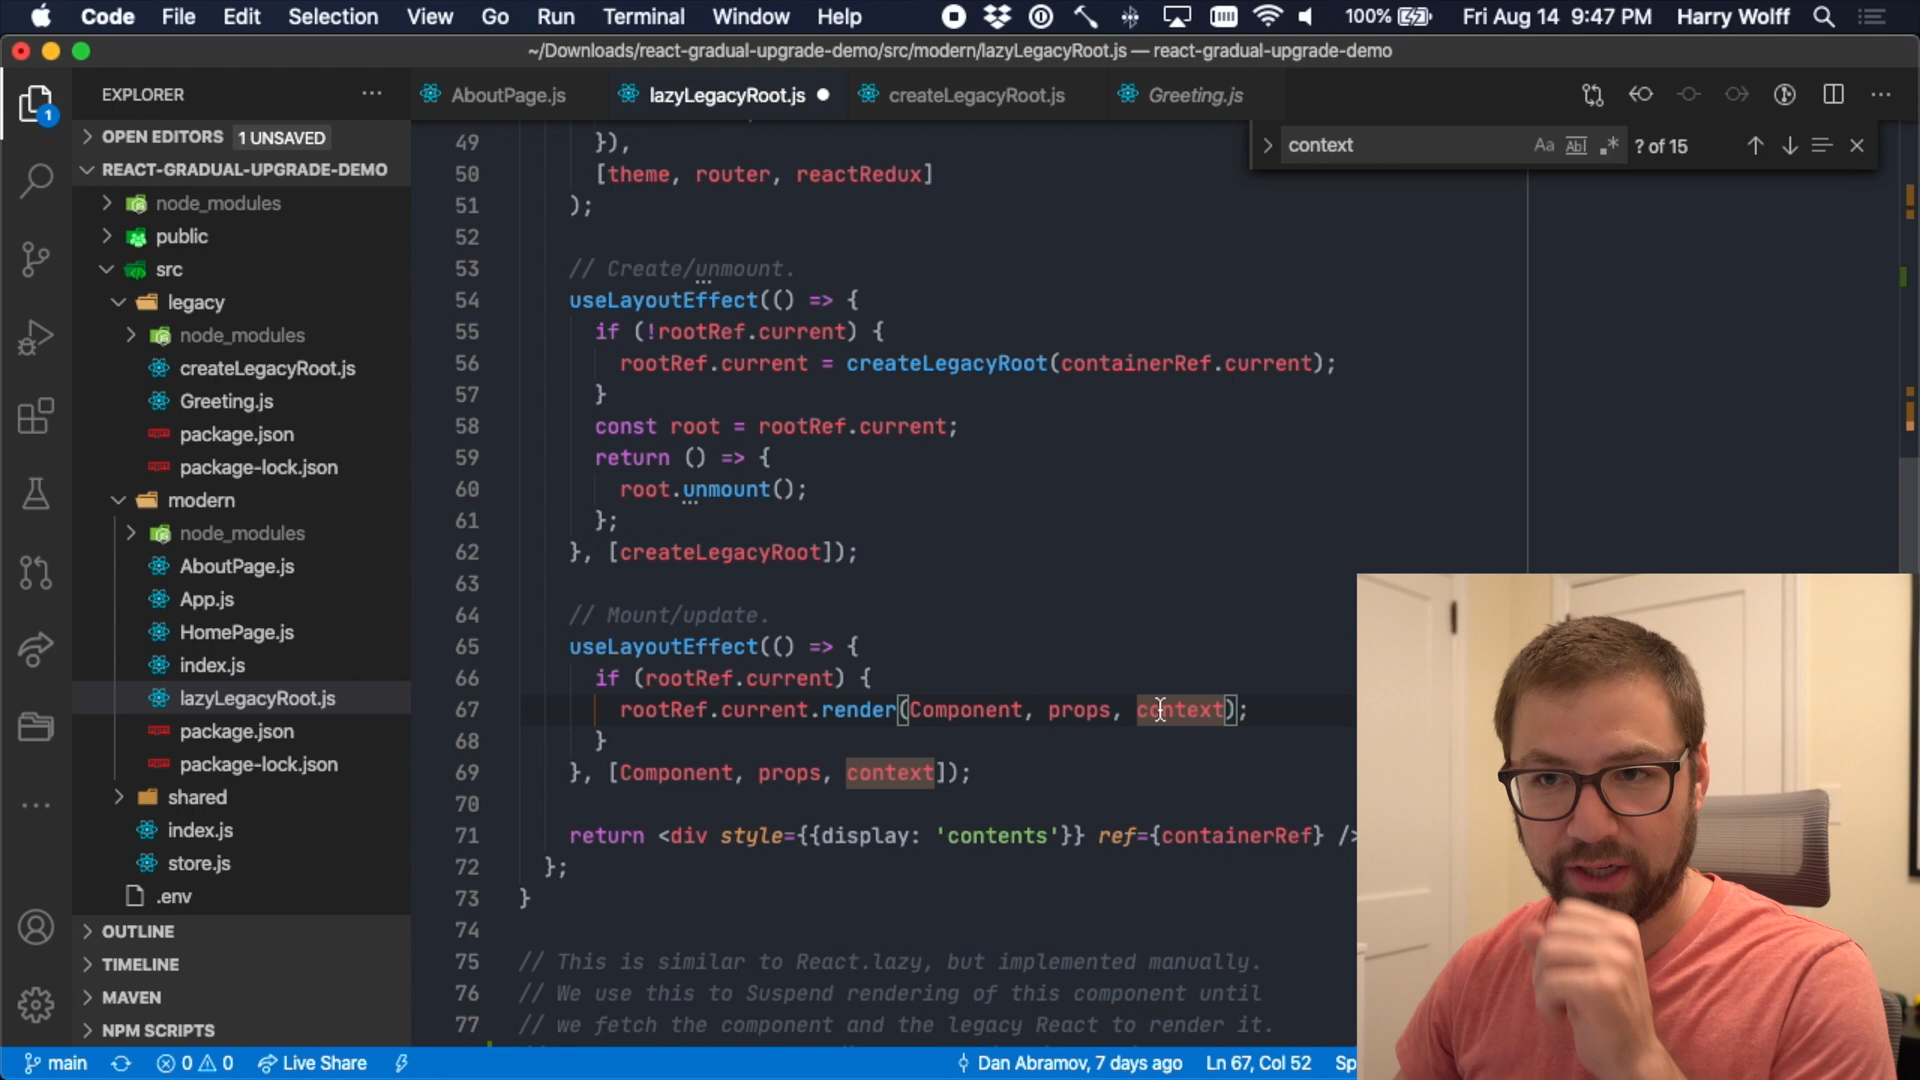 Code File Edit Selection View Go Run Terminal Window Help 100% Fri Aug 14 9:47 PM Harry Wolff
~/Downloads/react-gradual-upgrade-demo/src/modern/lazyLegacyRoot.js — react-gradual-upgrade-demo
EXPLORER
AboutPage.js lazyLegacyRoot.js createLegacyRoot.js Greeting.js
context Aa Abl .* ? of 15
1
OPEN EDITORS 1 UNSAVED
REACT-GRADUAL-UPGRADE-DEMO
node_modules
public
src
legacy
node_modules
createLegacyRoot.js
Greeting.js
package.json
package-lock.json
modern
node_modules
AboutPage.js
App.js
HomePage.js
index.js
lazyLegacyRoot.js
package.json
package-lock.json
shared
index.js
store.js
.env
OUTLINE
TIMELINE
MAVEN
NPM SCRIPTS
49 }),
50 [theme, router, reactRedux]
51 );
52
53 // Create/unmount.
54 useLayoutEffect(() => {
55 if (!rootRef.current) {
56 rootRef.current = createLegacyRoot(containerRef.current);
57 }
58 const root = rootRef.current;
59 return () => {
60 root.unmount();
61 };
62 }, [createLegacyRoot]);
63
64 // Mount/update.
65 useLayoutEffect(() => {
66 if (rootRef.current) {
67 rootRef.current.render(Component, props, context);
68 }
69 }, [Component, props, context]);
70
71 return <div style={{display: 'contents'}} ref={containerRef} />
72 };
73 }
74
75 // This is similar to React.lazy, but implemented manually.
76 // We use this to Suspend rendering of this component until
77 // we fetch the component and the legacy React to render it.
main 0 0 Live Share Dan Abramov, 7 days ago Ln 67, Col 52 Sp